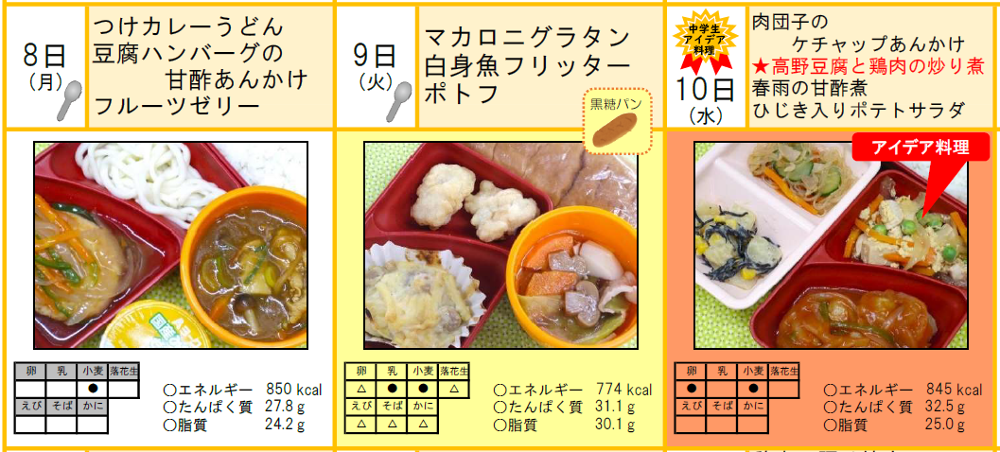 8日
(月)
つけカレーうどん
豆腐ハンバーグの
甘酢あんかけ
フルーツゼリー
卵 乳 小麦 落花生
●
えび そば かに
○エネルギー 850 kcal
○たんぱく質 27.8 g
○脂質 24.2 g
9日
(火)
マカロニグラタン
白身魚フリッター
ポトフ
黒糖パン
卵 乳 小麦 落花生
△ ● ● △
えび そば かに
△ △ △
○エネルギー 774 kcal
○たんぱく質 31.1 g
○脂質 30.1 g
中学生
アイデア
料理
10日
(水)
肉団子の
ケチャップあんかけ
★高野豆腐と鶏肉の炒り煮
春雨の甘酢煮
ひじき入りポテトサラダ
アイデア料理
卵 乳 小麦 落花生
● ●
えび そば かに
○エネルギー 845 kcal
○たんぱく質 32.5 g
○脂質 25.0 g